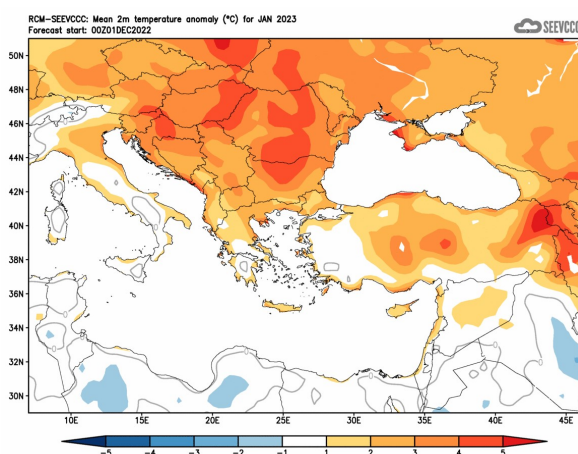 RCM-SEEVCCC: Mean 2m temperature anomaly (°C) for JAN 2023
Forecast start: 00Z01DEC2022
SEEVCCC
50N
48N
46N
44N
42N
40N
38N
36N
34N
32N
30N
10E 15E 20E 25E 30E 35E 40E 45E
-5 -4 -3 -2 -1 1 2 3 4 5